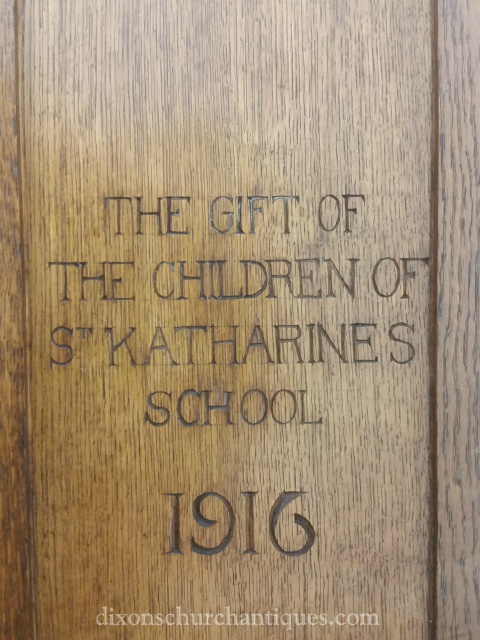 THE GIFT OF
THE CHILDREN OF
ST KATHARINES
SCHOOL
1916
dixonschurchantiques.com